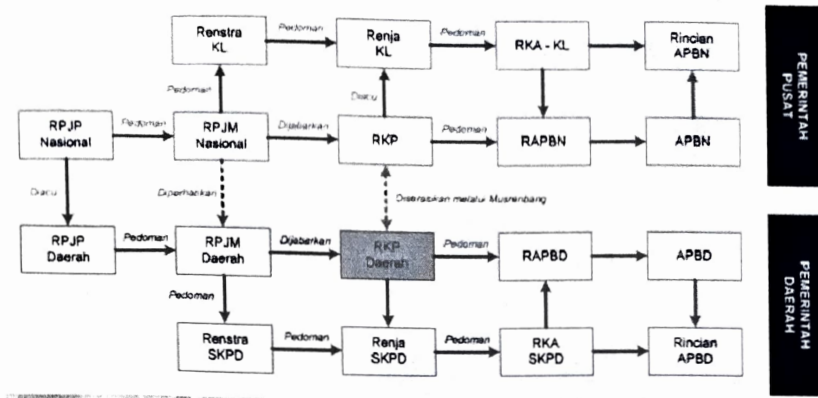 Renstra
KL
Pedoman
Renja
KL
Pedoman
RKA - KL
Rincian
APBN
Pedoman
Diacu
RPJP
Nasional
Pedoman
RPJM
Nasional
Dijabarkan
RKP
Pedoman
RAPBN
APBN
PEMERINTAH
PUSAT
Diacu
Diperhatikan
Diserasikan melalui Musrenbang
RPJP
Daerah
Pedoman
RPJM
Daerah
Dijabarkan
RKP
Daerah
Pedoman
RAPBD
APBD
Pedoman
Renstra
SKPD
Pedoman
Renja
SKPD
Pedoman
RKA
SKPD
Rincian
APBD
PEMERINTAH
DAERAH